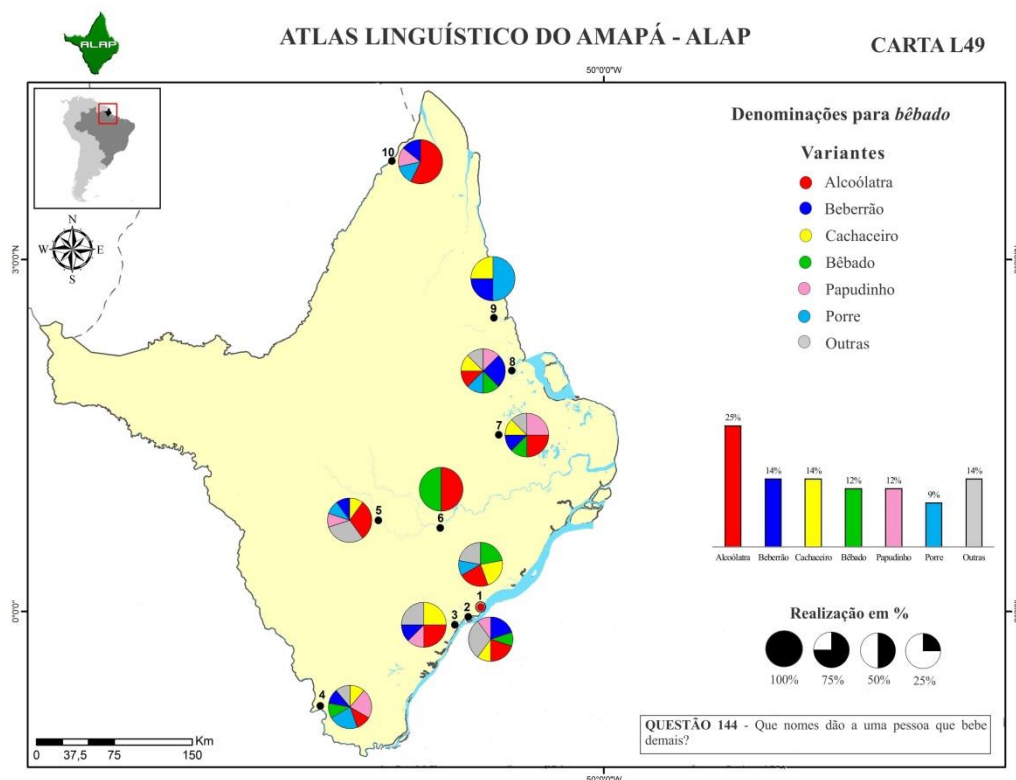 ALAP
ATLAS LINGUÍSTICO DO AMAPÁ - ALAP
CARTA L49
50°0'0"W
Denominações para bêbado
Variantes
Alcoólatra
Beberrão
Cachaceiro
Bêbado
Papudinho
Porre
Outras
N
W E
S
3°0'0"N
0°0'0"
10
9
8
7
6
5
1
2
3
4
25%
14%
14%
12%
12%
9%
14%
Alcoólatra Beberrão Cachaceiro Bêbado Papudinho Porre Outras
Realização em %
100% 75% 50% 25%
QUESTÃO 144 - Que nomes dão a uma pessoa que bebe
demais?
Km
0 37,5 75 150
50°0'0"W